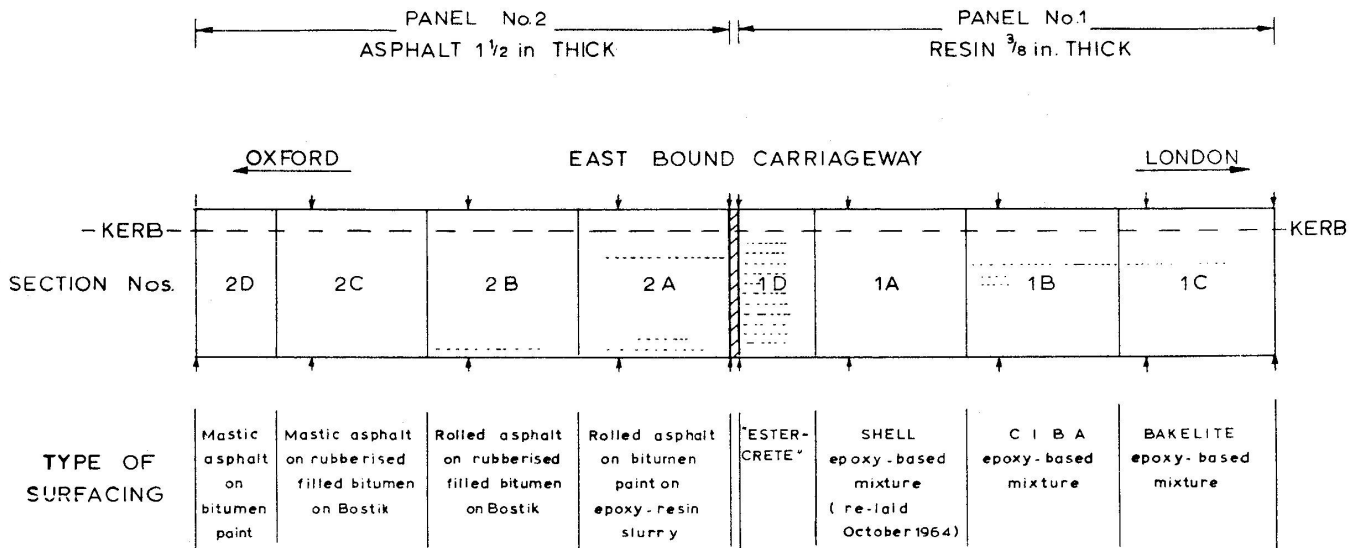 PANEL No.2
ASPHALT 1 1/2 in THICK
PANEL No.1
RESIN 3/8 in. THICK
OXFORD
EAST BOUND CARRIAGEWAY
LONDON
KERB
KERB
SECTION Nos.
2D
2C
2B
2A
1D
1A
1B
1C
TYPE OF
SURFACING
Mastic
asphalt
on
bitumen
paint
Mastic asphalt
on rubberised
filled bitumen
on Bostik
Rolled asphalt
on rubberised
filled bitumen
on Bostik
Rolled asphalt
on bitumen
paint on
epoxy-resin
slurry
"ESTER-
CRETE"
SHELL
epoxy-based
mixture
( re-laid
October 1964)
C I B A
epoxy-based
mixture
BAKELITE
epoxy-based
mixture